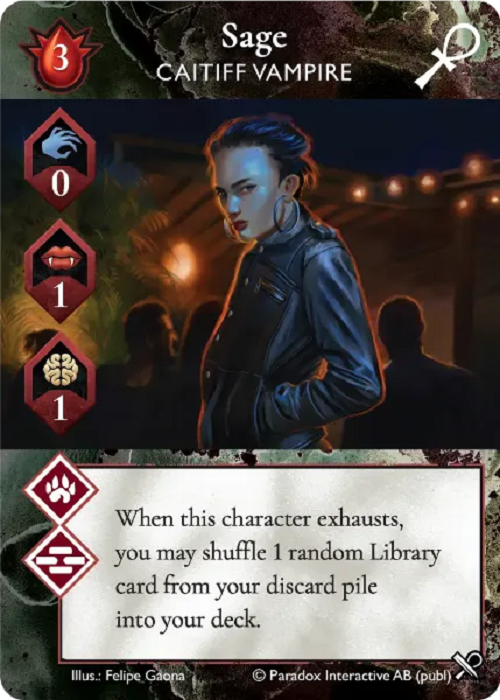 3
Sage
CAITIFF VAMPIRE
0
1
1
When this character exhausts,
you may shuffle 1 random Library
card from your discard pile
into your deck.
Illus.: Felipe Gaona
© Paradox Interactive AB (publ)